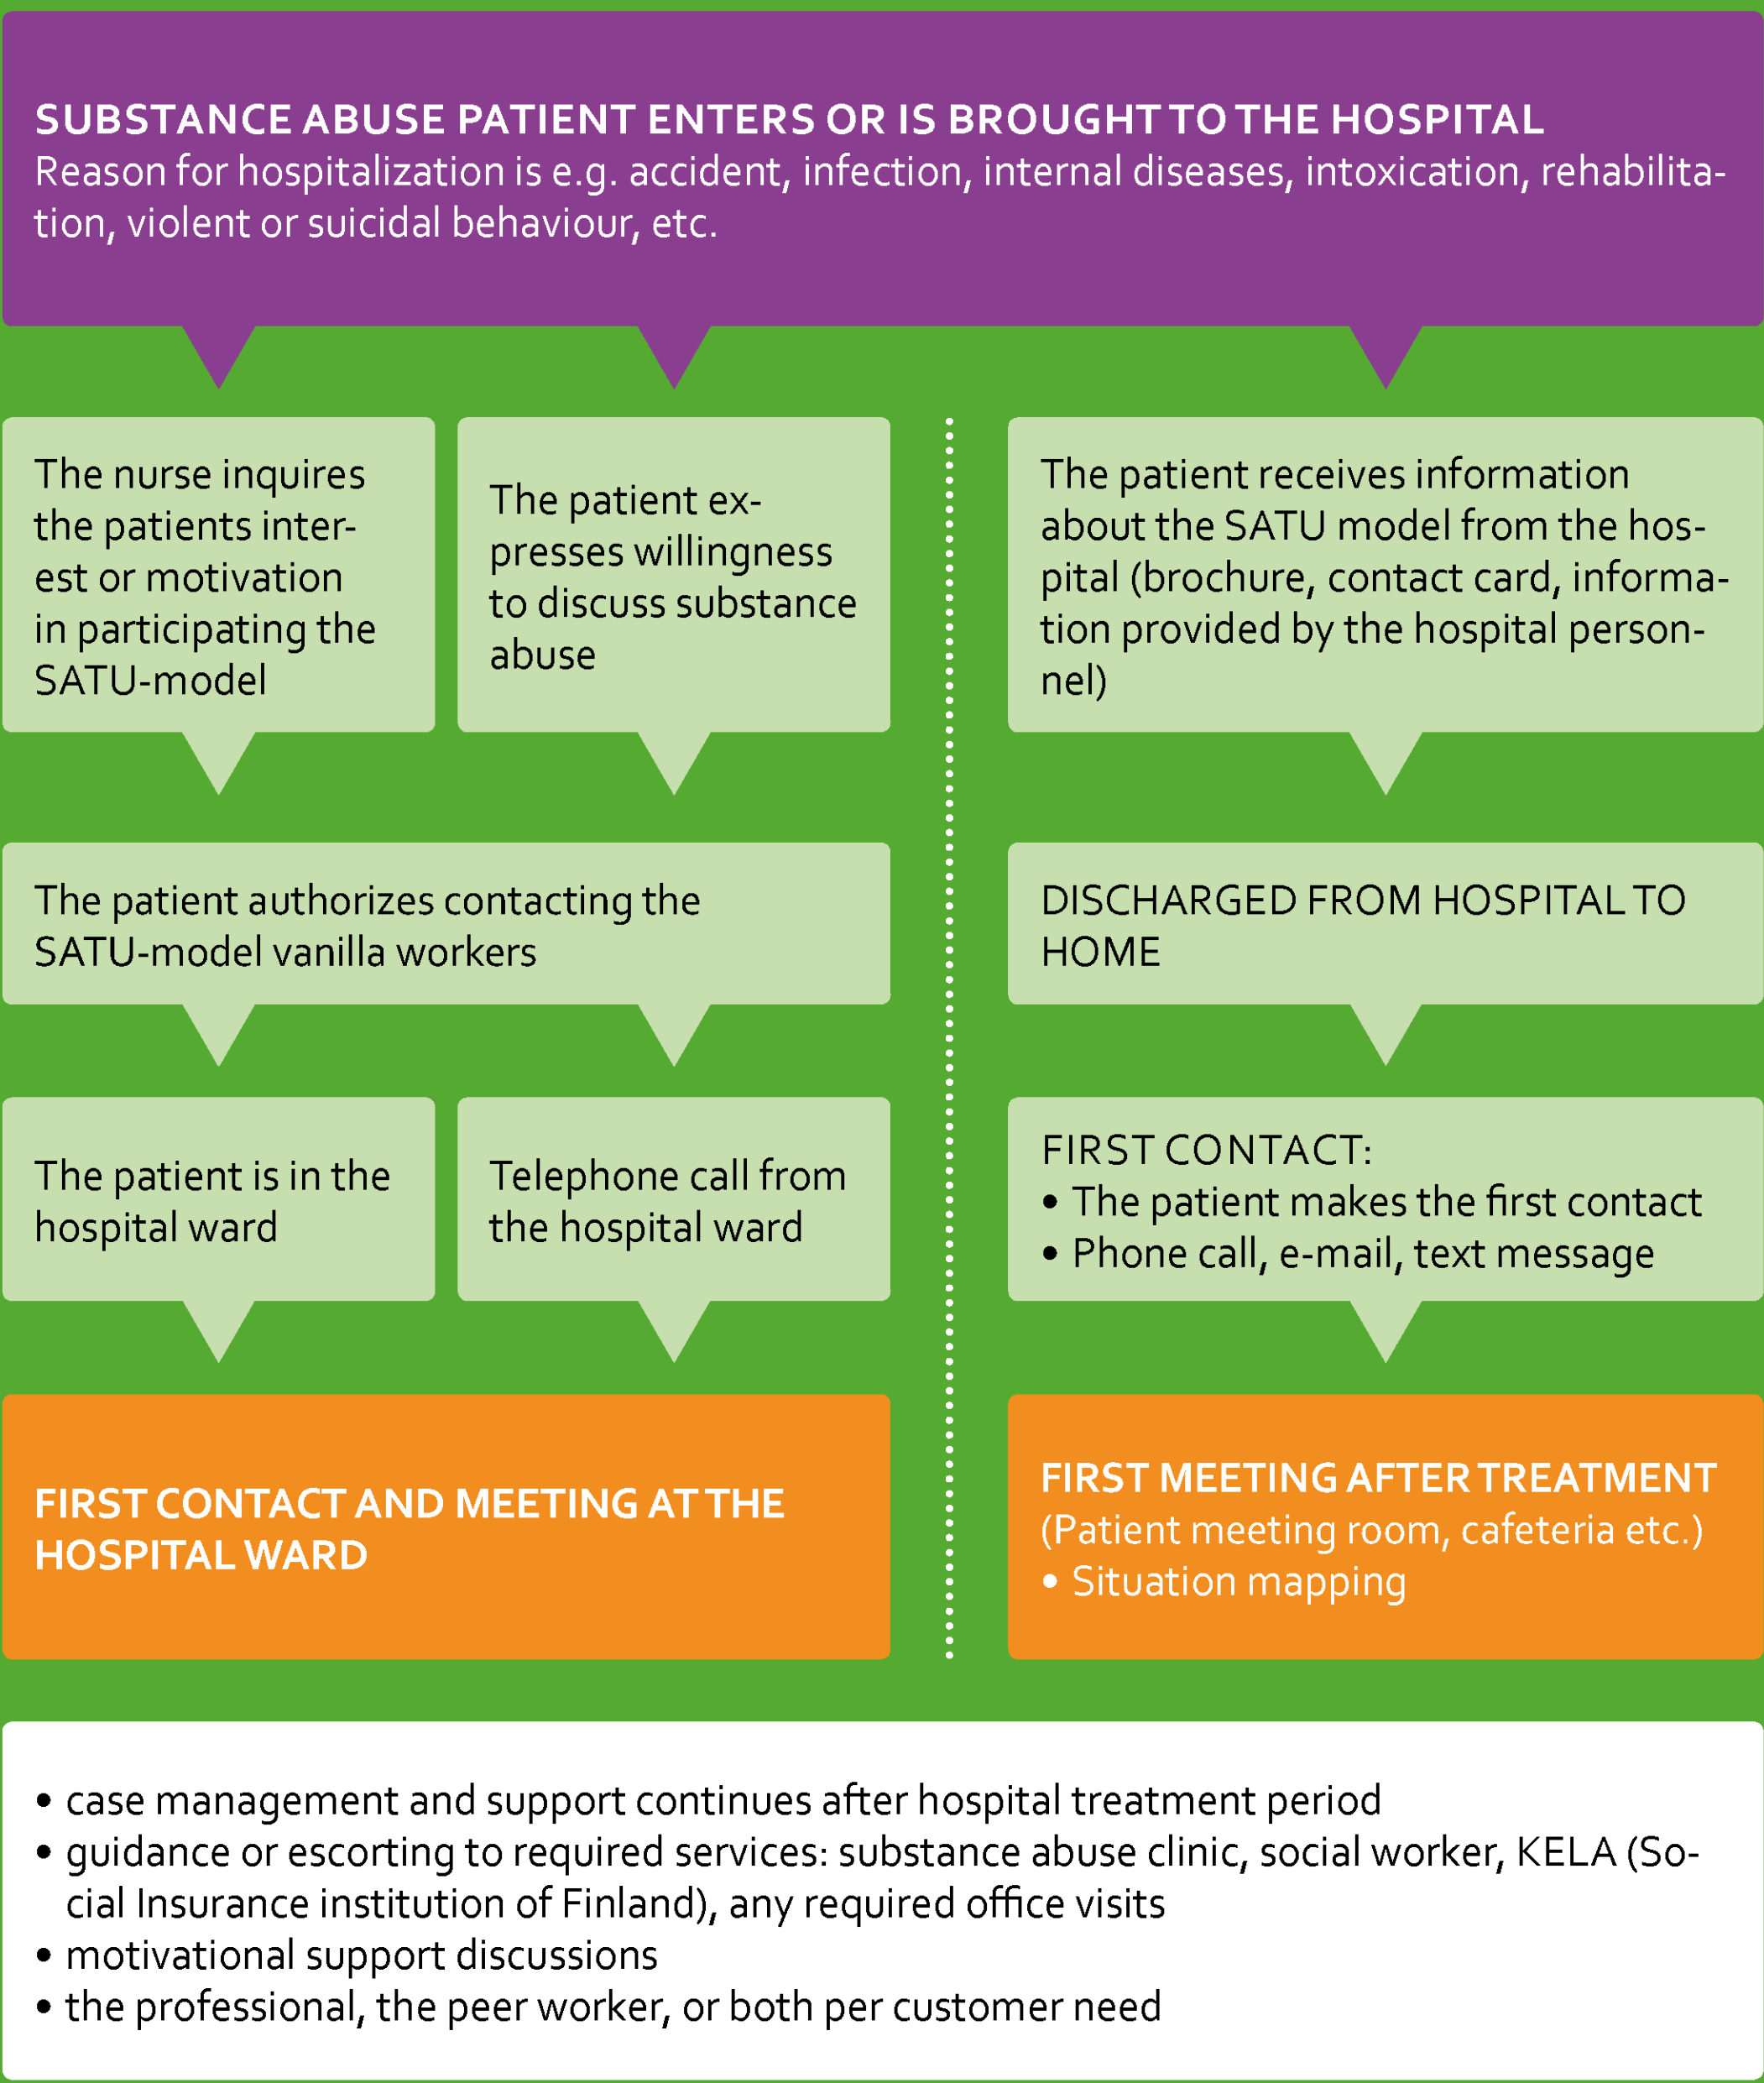 SUBSTANCE ABUSE PATIENT ENTERS OR IS BROUGHT TO THE HOSPITAL
Reason for hospitalization is e.g. accident, infection, internal diseases, intoxication, rehabilita-
tion, violent or suicidal behaviour, etc.
The nurse inquires
the patients inter-
est or motivation
in participating the
SATU-model
The patient ex-
presses willingness
to discuss substance
abuse
The patient receives information
about the SATU model from the hos-
pital (brochure, contact card, informa-
tion provided by the hospital person-
nel)
The patient authorizes contacting the
SATU-model vanilla workers
DISCHARGED FROM HOSPITAL TO
HOME
The patient is in the
hospital ward
Telephone call from
the hospital ward
FIRST CONTACT:
• The patient makes the first contact
• Phone call, e-mail, text message
FIRST CONTACT AND MEETING AT THE
HOSPITAL WARD
FIRST MEETING AFTER TREATMENT
(Patient meeting room, cafeteria etc.)
• Situation mapping
• case management and support continues after hospital treatment period
• guidance or escorting to required services: substance abuse clinic, social worker, KELA (So-
cial Insurance institution of Finland), any required office visits
• motivational support discussions
• the professional, the peer worker, or both per customer need